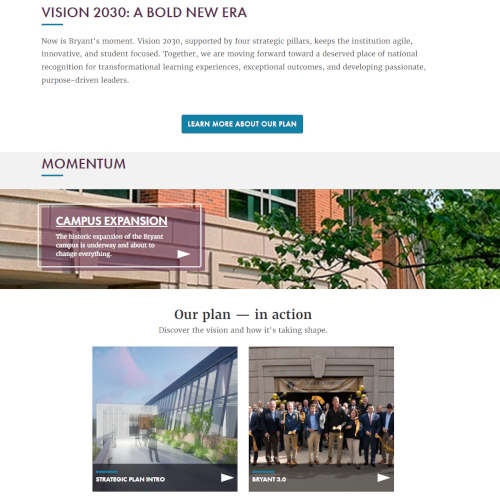 VISION 2030: A BOLD NEW ERA
Now is Bryant's moment. Vision 2030, supported by four strategic pillars, keeps the institution agile,
innovative, and student focused. Together, we are moving forward toward a deserved place of national
recognition for transformational learning experiences, exceptional outcomes, and developing passionate,
purpose-driven leaders.
LEARN MORE ABOUT OUR PLAN
MOMENTUM
CAMPUS EXPANSION
The historic expansion of the Bryant
campus is underway and about to
change everything.
Our plan — in action
Discover the vision and how it's taking shape.
STRATEGIC PLAN INTRO
BRYANT 3.0